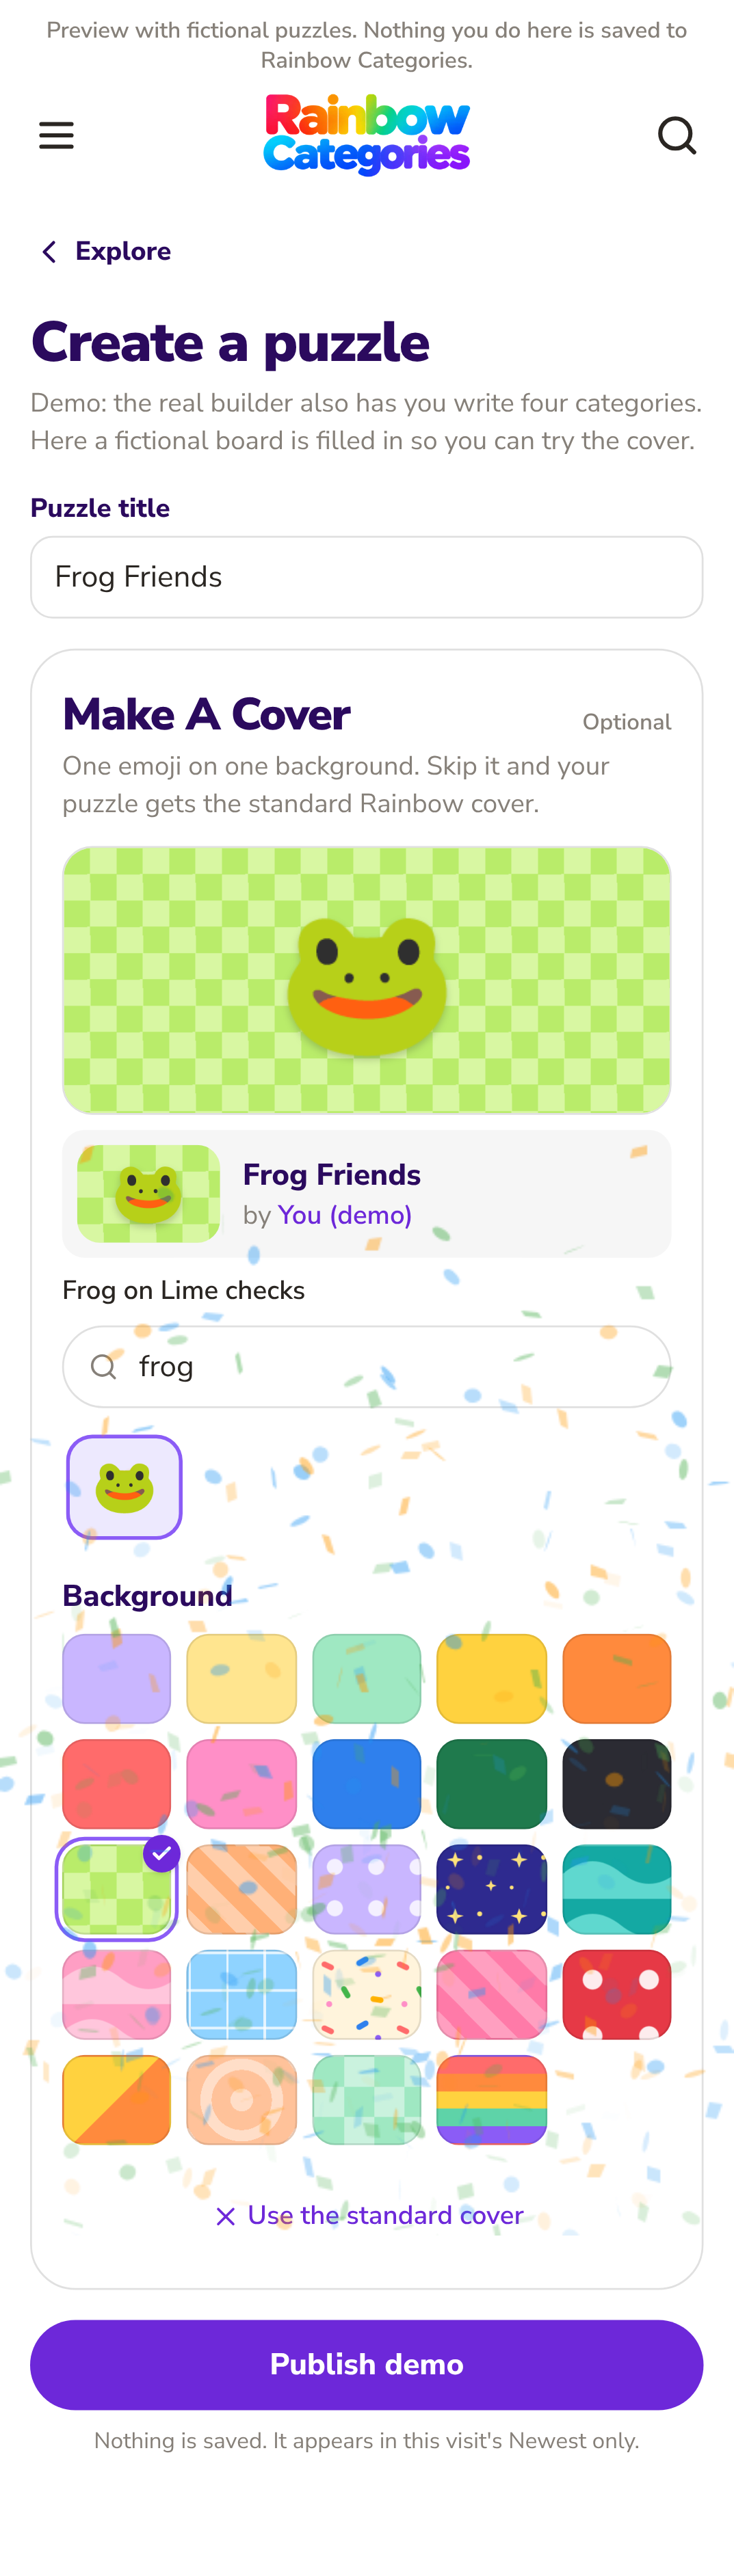 Preview with fictional puzzles. Nothing you do here is saved to
Rainbow Categories.
Rainbow
Categories
Explore
Create a puzzle
Demo: the real builder also has you write four categories.
Here a fictional board is filled in so you can try the cover.
Puzzle title
Frog Friends
Make A Cover
Optional
One emoji on one background. Skip it and your
puzzle gets the standard Rainbow cover.
Frog Friends
by You (demo)
Frog on Lime checks
frog
Background
Use the standard cover
Publish demo
Nothing is saved. It appears in this visit's Newest only.